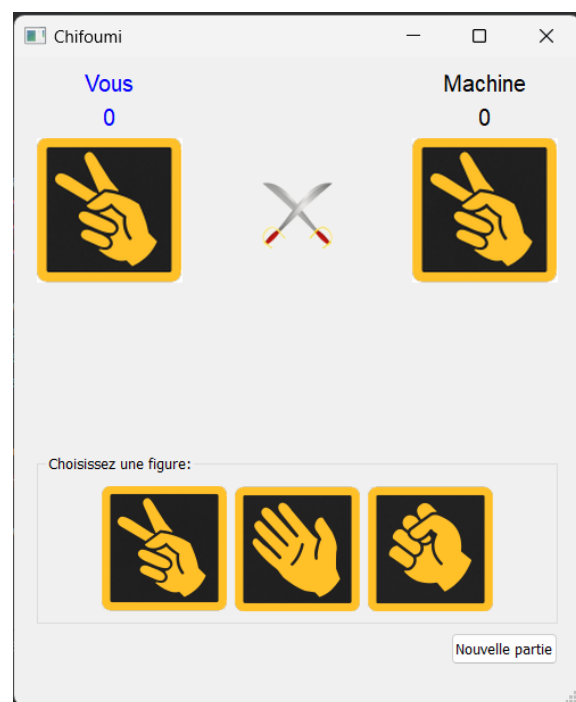 Chifoumi
Vous
Machine
0
0
Choisissez une figure:
Nouvelle partie